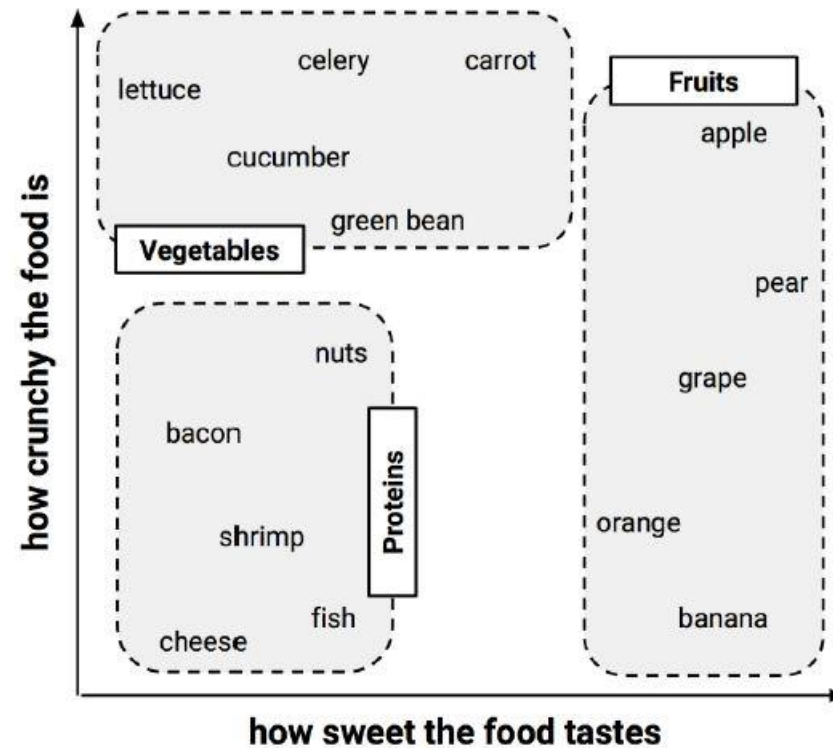 celery
carrot
lettuce
Fruits
apple
cucumber
green bean
Vegetables
pear
nuts
grape
bacon
Proteins
orange
shrimp
fish
banana
cheese
how crunchy the food is
how sweet the food tastes